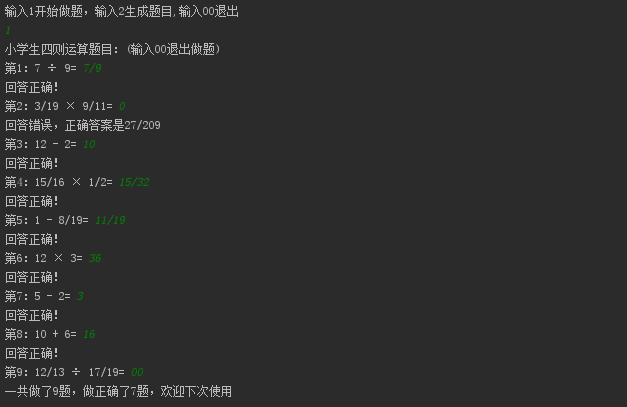 输入1开始做题，输入2生成题目,输入00退出
1
小学生四则运算题目: (输入00退出做题)
第1: 7 ÷ 9= 7/9
回答正确!
第2: 3/19 × 9/11= 0
回答错误，正确答案是27/209
第3: 12 - 2= 10
回答正确!
第4: 15/16 × 1/2= 15/32
回答正确!
第5: 1 - 8/19= 11/19
回答正确!
第6: 12 × 3= 36
回答正确!
第7: 5 - 2= 3
回答正确!
第8: 10 + 6= 16
回答正确!
第9: 12/13 ÷ 17/19= 00
一共做了9题，做正确了7题，欢迎下次使用